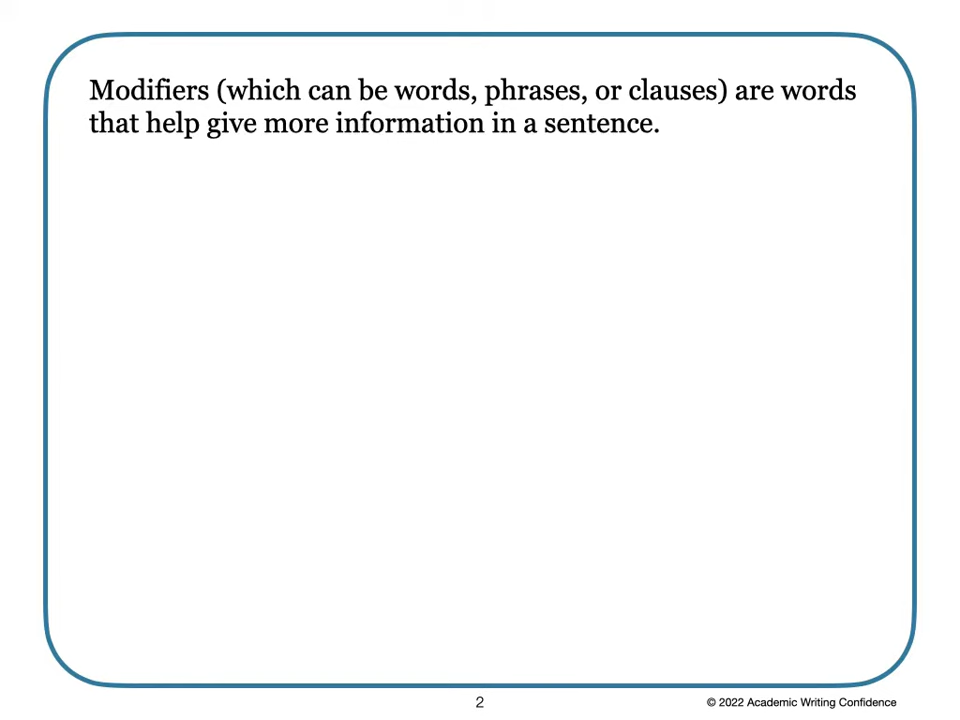 Modifiers (which can be words, phrases, or clauses) are words
that help give more information in a sentence.
2
© 2022 Academic Writing Confidence